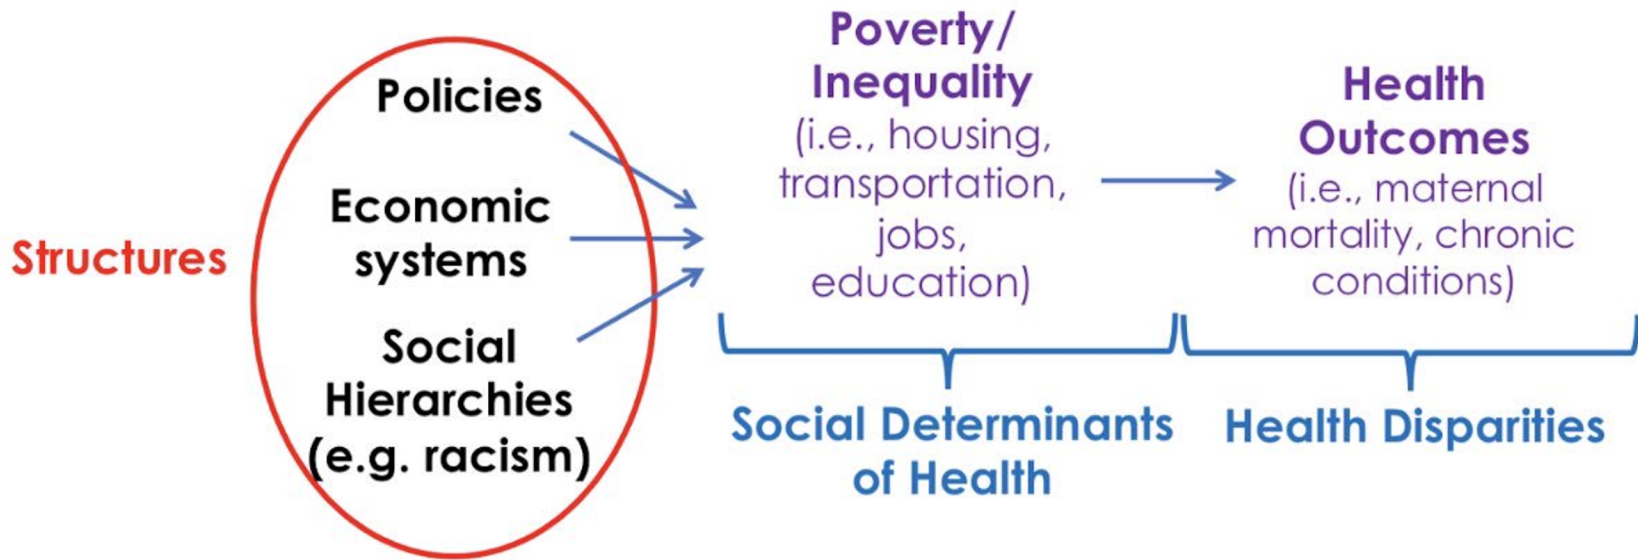 Structures
Policies
Economic
systems
Social
Hierarchies
(e.g. racism)
Poverty/
Inequality
(i.e., housing,
transportation,
jobs,
education)
Social Determinants
of Health
Health
Outcomes
(i.e., maternal
mortality, chronic
conditions)
Health Disparities